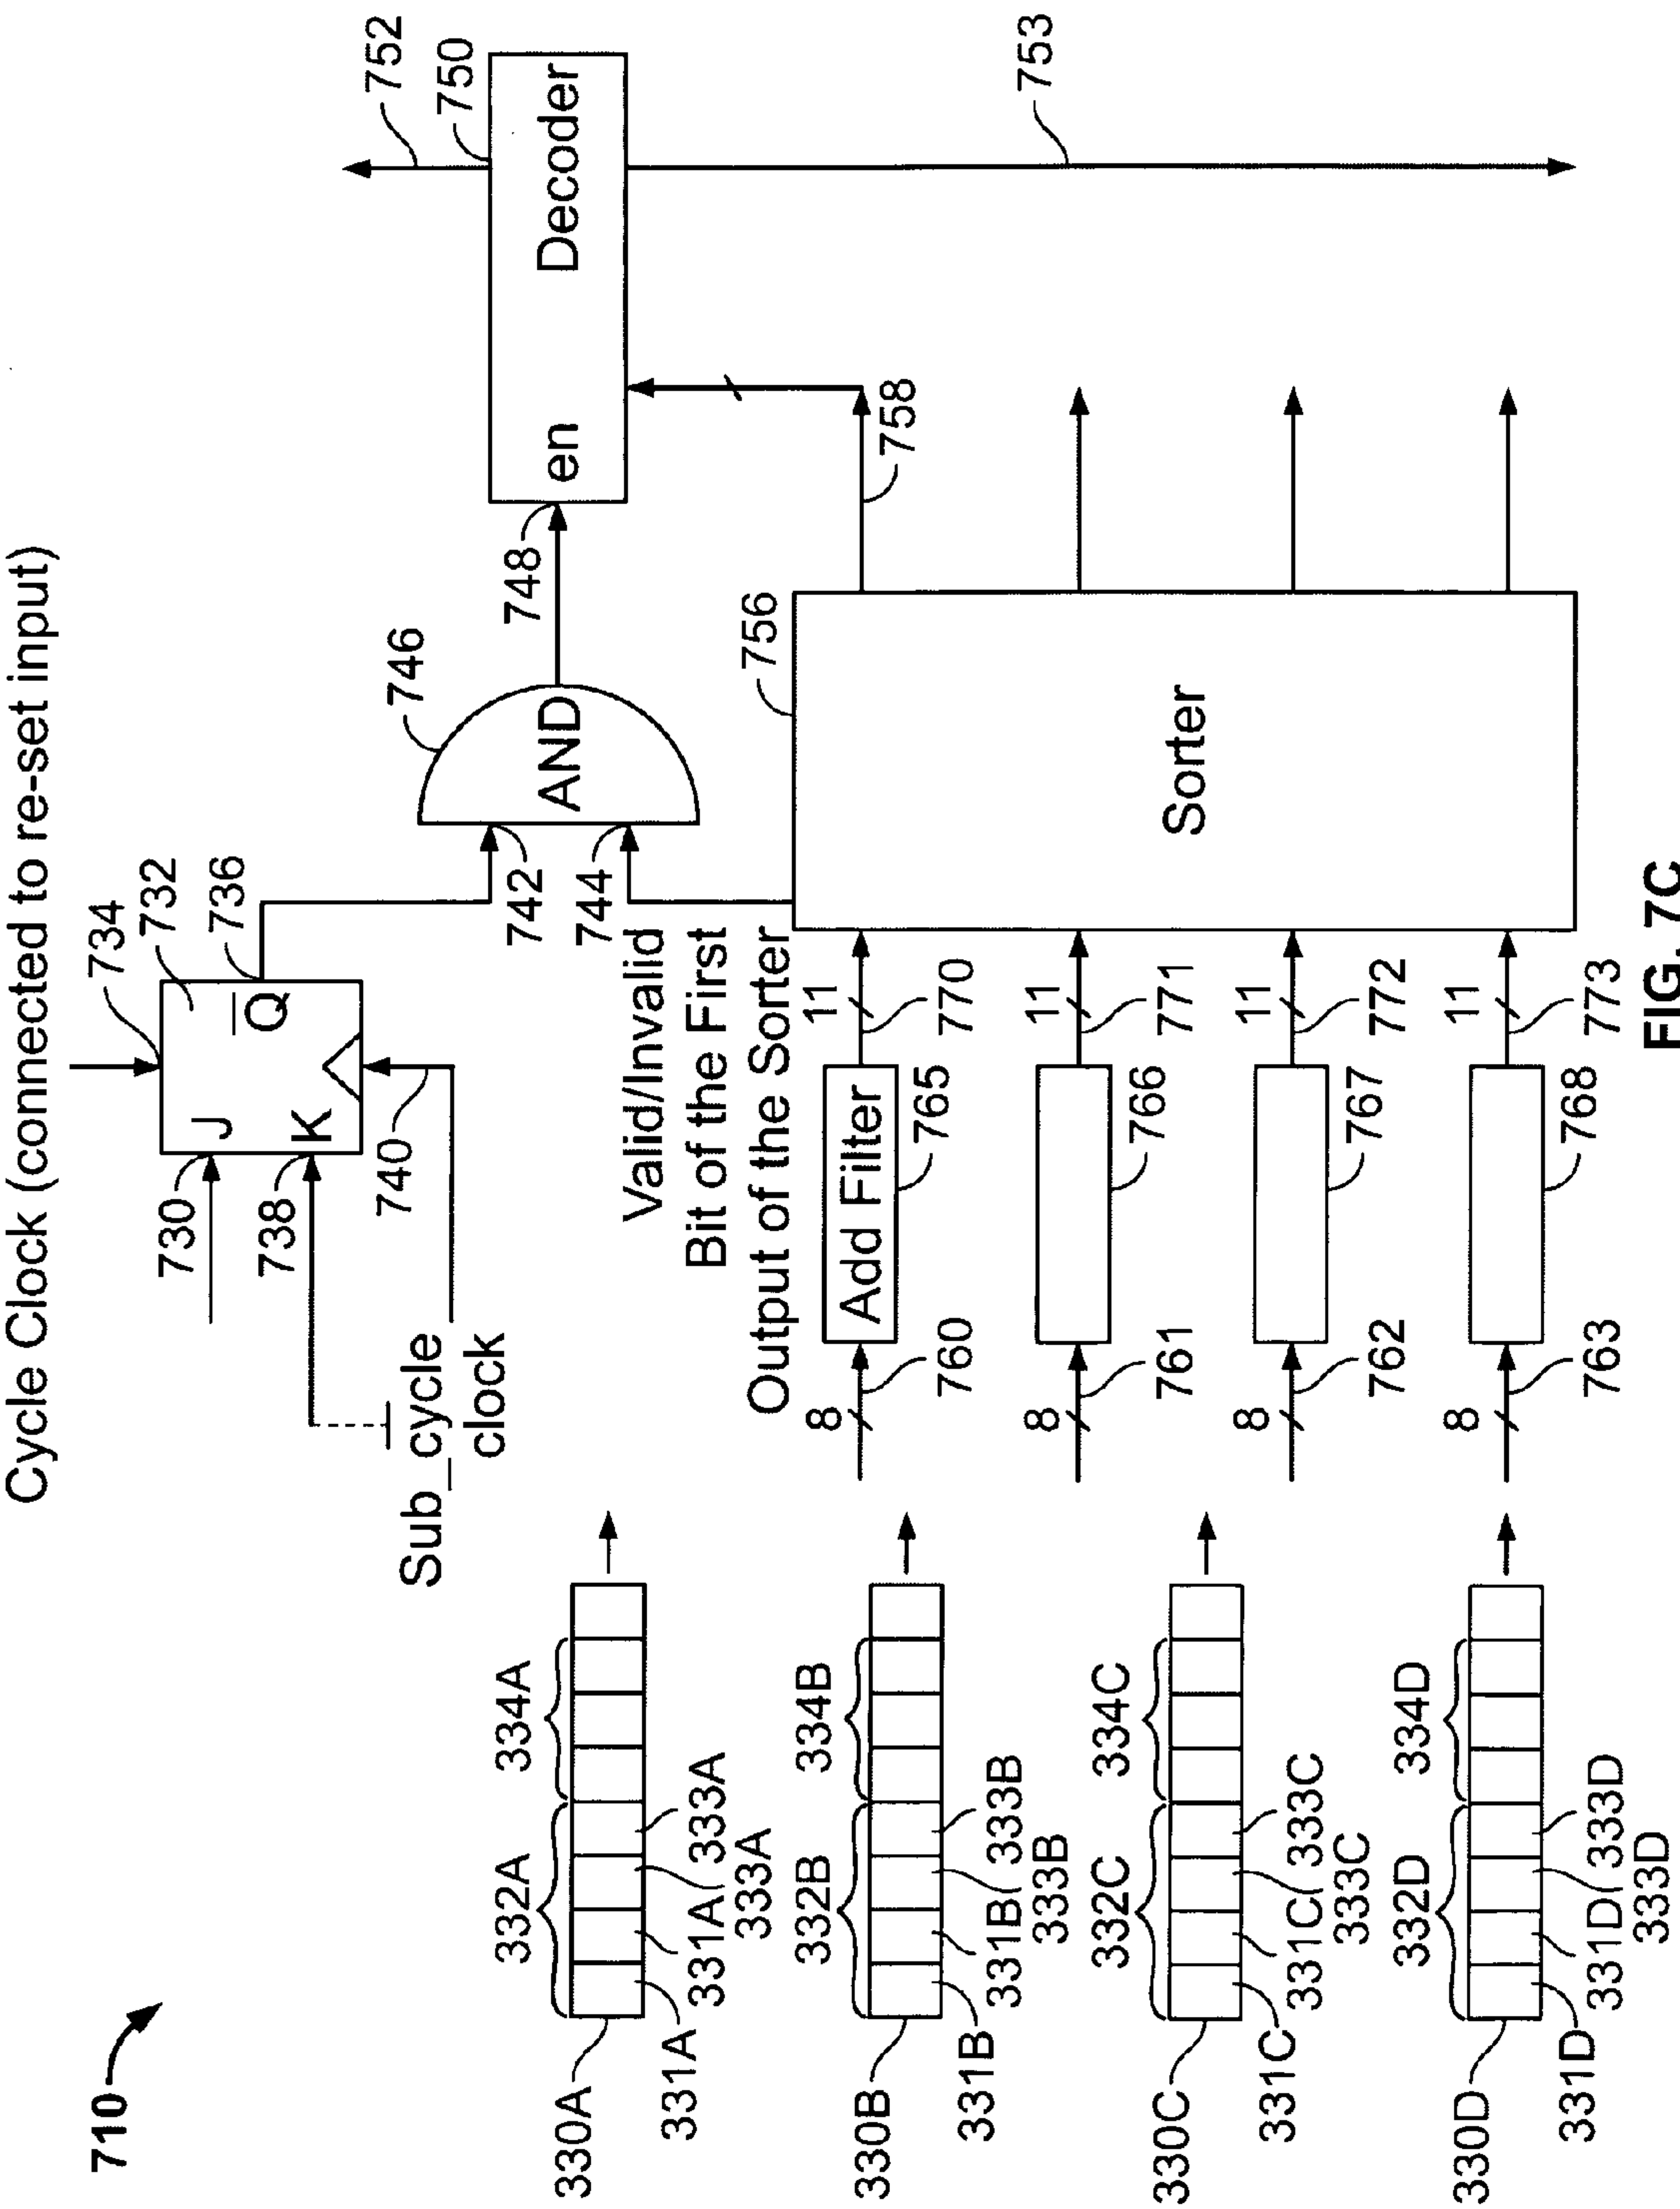 710
Cycle Clock (connected to re-set input)
734
730
732
J
Q
736
738
K
740
Sub_cycle
clock
742
746
AND
744
748
752
750
en
Decoder
753
Valid/Invalid
Bit of the First
Output of the Sorter
756
758
Sorter
8
760
Add Filter
765
11
770
8
761
766
11
771
8
762
767
11
772
8
763
768
11
773
332A
334A
330A
331A
331A
333A
333A
332B
334B
330B
331B
331B
333B
333B
332C
334C
330C
331C
331C
333C
333C
332D
334D
330D
331D
331D
333D
333D
FIG. 7C